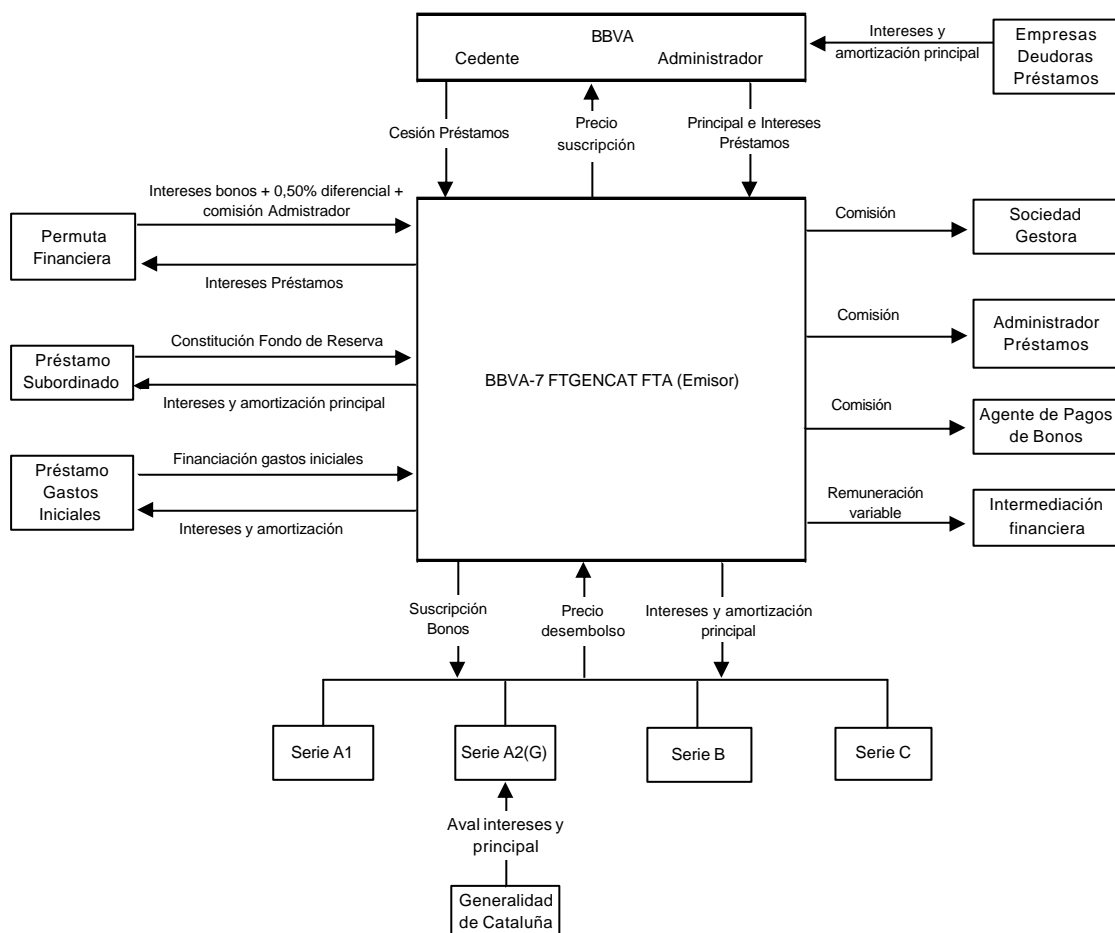 BBVA
Cedente Administrador
Intereses y
amortización principal
Empresas
Deudoras
Préstamos
Cesión Préstamos
Precio
suscripción
Principal e Intereses
Préstamos
Intereses bonos + 0,50% diferencial +
comisión Admistrador
Permuta
Financiera
Intereses Préstamos
Comisión
Sociedad
Gestora
Constitución Fondo de Reserva
Préstamo
Subordinado
Intereses y amortización principal
BBVA-7 FTGENCAT FTA (Emisor)
Comisión
Administrador
Préstamos
Comisión
Agente de Pagos
de Bonos
Financiación gastos iniciales
Préstamo
Gastos
Iniciales
Intereses y amortización
Remuneración
variable
Intermediación
financiera
Suscripción
Bonos
Precio
desembolso
Intereses y amortización
principal
Serie A1
Serie A2(G)
Serie B
Serie C
Aval intereses y
principal
Generalidad
de Cataluña